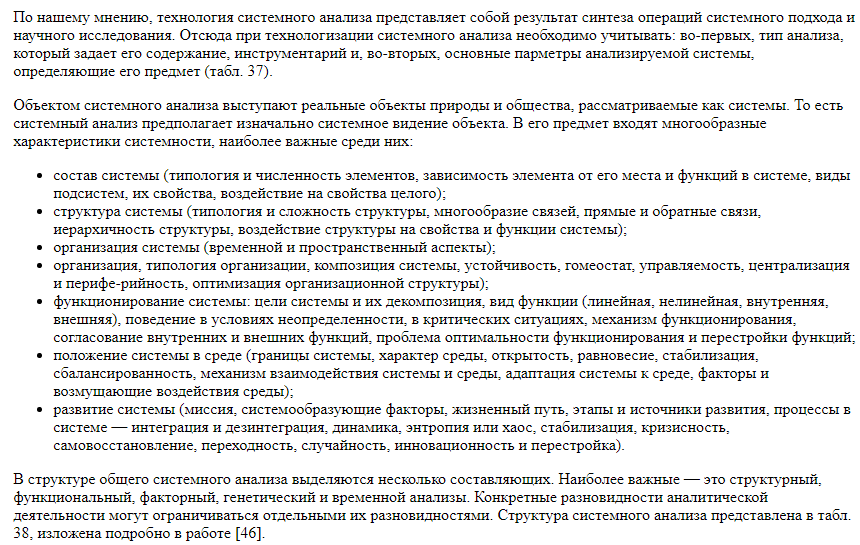 По нашему мнению, технология системного анализа представляет собой результат синтеза операций системного подхода и
научного исследования. Отсюда при технологизации системного анализа необходимо учитывать: во-первых, тип анализа,
который задает его содержание, инструментарий и, во-вторых, основные парметры анализируемой системы,
определяющие его предмет (табл. 37).
Объектом системного анализа выступают реальные объекты природы и общества, рассматриваемые как системы. То есть
системный анализ предполагает изначально системное видение объекта. В его предмет входят многообразные
характеристики системности, наиболее важные среди них:
• состав системы (типология и численность элементов, зависимость элемента от его места и функций в системе, виды
подсистем, их свойства, воздействие на свойства целого);
• структура системы (типология и сложность структуры, многообразие связей, прямые и обратные связи,
иерархичность структуры, воздействие структуры на свойства и функции системы);
• организация системы (временной и пространственный аспекты);
• организация, типология организации, композиция системы, устойчивость, гомеостат, управляемость, централизация
и перифе-рийность, оптимизация организационной структуры);
• функционирование системы: цели системы и их декомпозиция, вид функции (линейная, нелинейная, внутренняя,
внешняя), поведение в условиях неопределенности, в критических ситуациях, механизм функционирования,
согласование внутренних и внешних функций, проблема оптимальности функционирования и перестройки функций;
• положение системы в среде (границы системы, характер среды, открытость, равновесие, стабилизация,
сбалансированность, механизм взаимодействия системы и среды, адаптация системы к среде, факторы и
возмущающие воздействия среды);
• развитие системы (миссия, системообразующие факторы, жизненный путь, этапы и источники развития, процессы в
системе — интеграция и дезинтеграция, динамика, энтропия или хаос, стабилизация, кризисность,
самовосстановление, переходность, случайность, инновационность и перестройка).
В структуре общего системного анализа выделяются несколько составляющих. Наиболее важные — это структурный,
функциональный, факторный, генетический и временной анализы. Конкретные разновидности аналитической
деятельности могут ограничиваться отдельными их разновидностями. Структура системного анализа представлена в табл.
38, изложена подробно в работе [46].